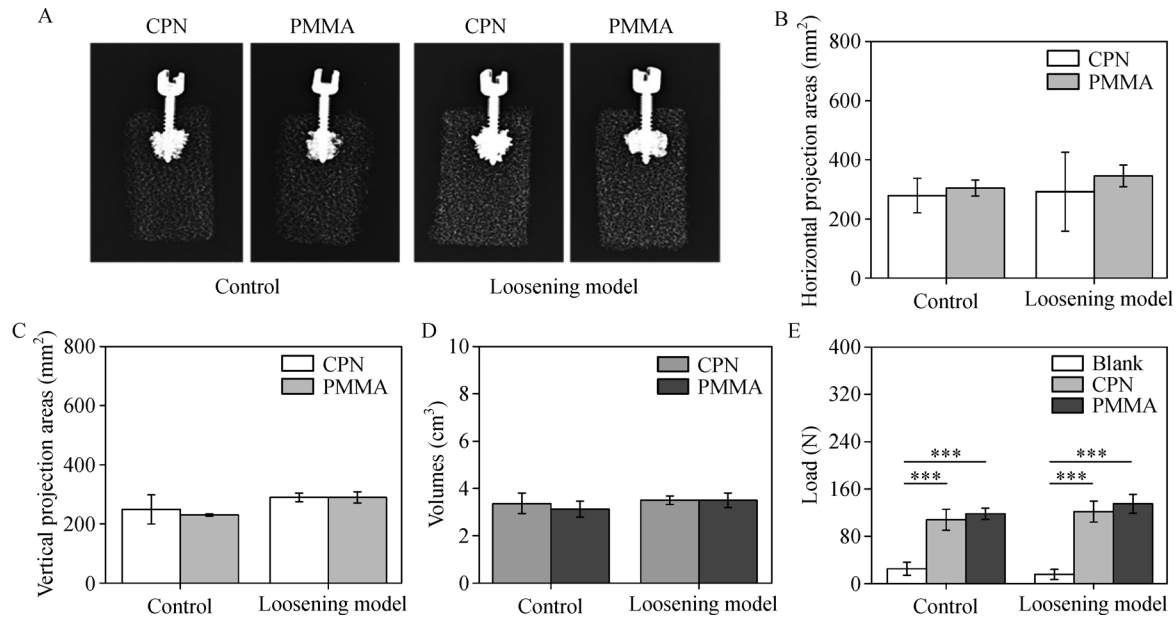 A
CPN
PMMA
CPN
PMMA
Control
Loosening model
B
Horizontal projection areas (mm²)
800
600
400
200
0
CPN
PMMA
Control
Loosening model
C
Vertical projection areas (mm²)
800
600
400
200
0
CPN
PMMA
Control
Loosening model
D
Volumes (cm³)
10
8
6
4
2
0
CPN
PMMA
Control
Loosening model
E
Load (N)
400
320
240
160
80
0
Blank
CPN
PMMA
***
***
***
***
Control
Loosening model